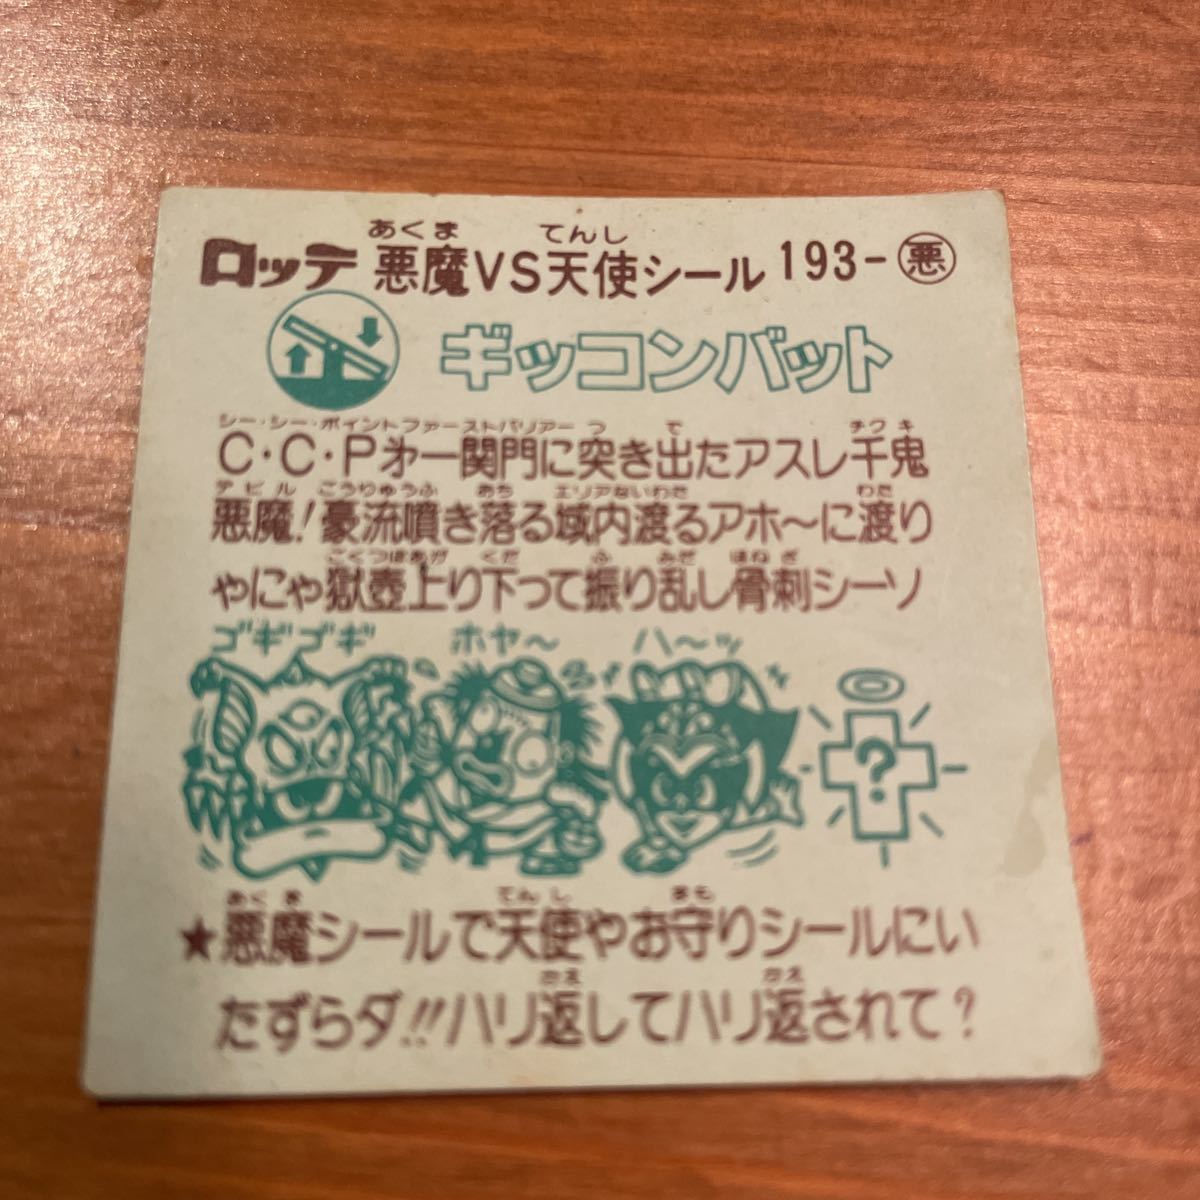 あくま てんし
ロッテ 悪魔VS天使シール 193-悪
ギッコンバット
シー・シー・ポイントファーストバリアー つ で チワキ
C・C・P第一関門に突き出たアスレ千鬼
デビル こうりゅうふ おち エリアないわた わた
悪魔!豪流噴き落る域内渡るアホ〜に渡り
ごくつぼあが くだ ふ みだ ほねざ
ゃにゃ獄壺上り下って振り乱し骨刺シーソ
ゴギゴギ ホヤ〜 ハ〜ッ
?
あくま てんし まも
★悪魔シールで天使やお守りシールにい
かえ かえ
たずらダ!!ハリ返してハリ返されて?